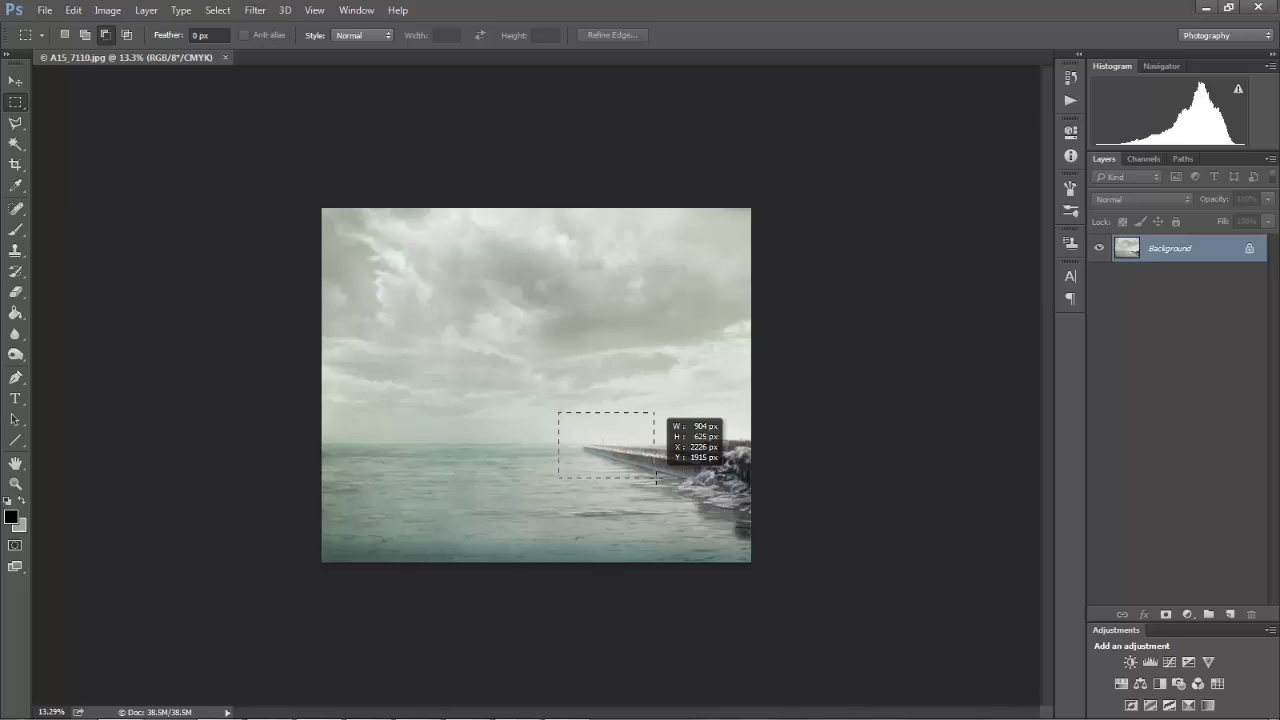 Ps File Edit Image Layer Type Select Filter 3D View Window Help
Feather: 0 px Anti-alias Style: Normal Width: Height: Refine Edge... Photography
© A15_7110.jpg @ 13.3% (RGB/8*/CMYK) ×
Histogram Navigator
Layers Channels Paths
Kind
Normal Opacity: 100%
Lock: Fill: 100%
Background
W : 904 px
H : 625 px
X : 2226 px
Y : 1915 px
Adjustments
Add an adjustment
13.29% © Doc: 38.5M/38.5M